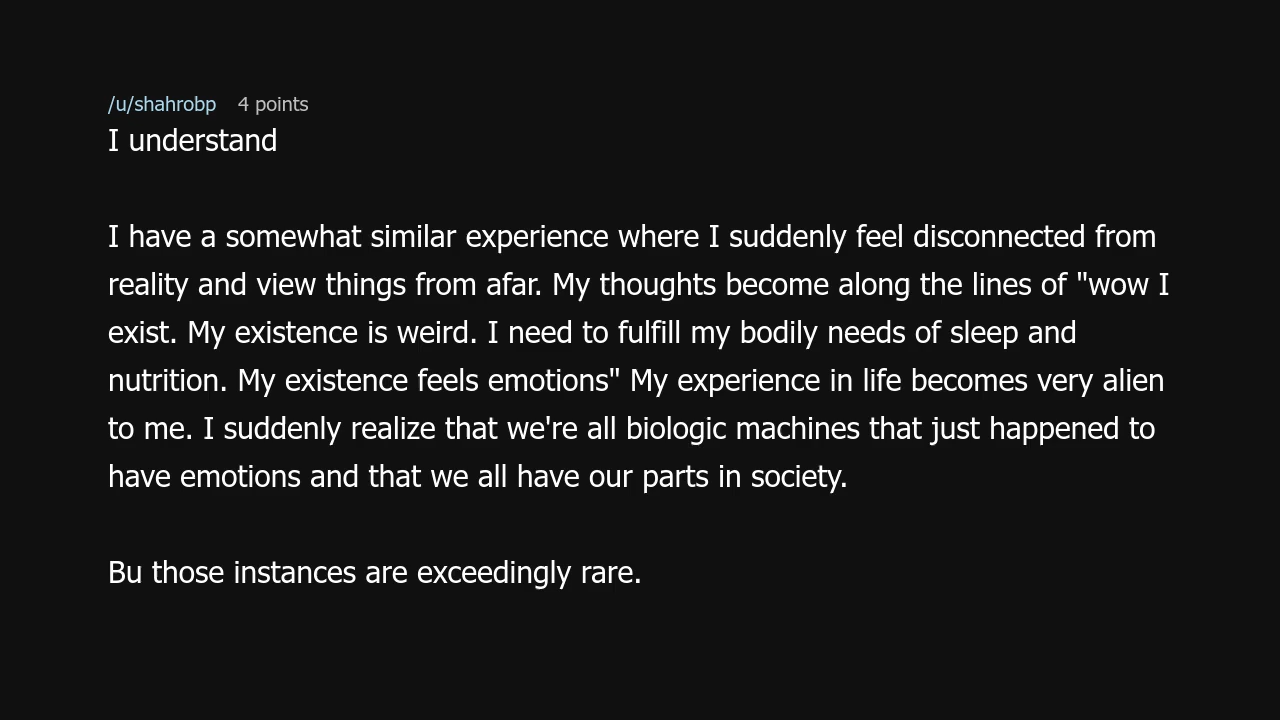 /u/shahrobp 4 points
I understand
I have a somewhat similar experience where I suddenly feel disconnected from
reality and view things from afar. My thoughts become along the lines of "wow I
exist. My existence is weird. I need to fulfill my bodily needs of sleep and
nutrition. My existence feels emotions" My experience in life becomes very alien
to me. I suddenly realize that we're all biologic machines that just happened to
have emotions and that we all have our parts in society.
Bu those instances are exceedingly rare.